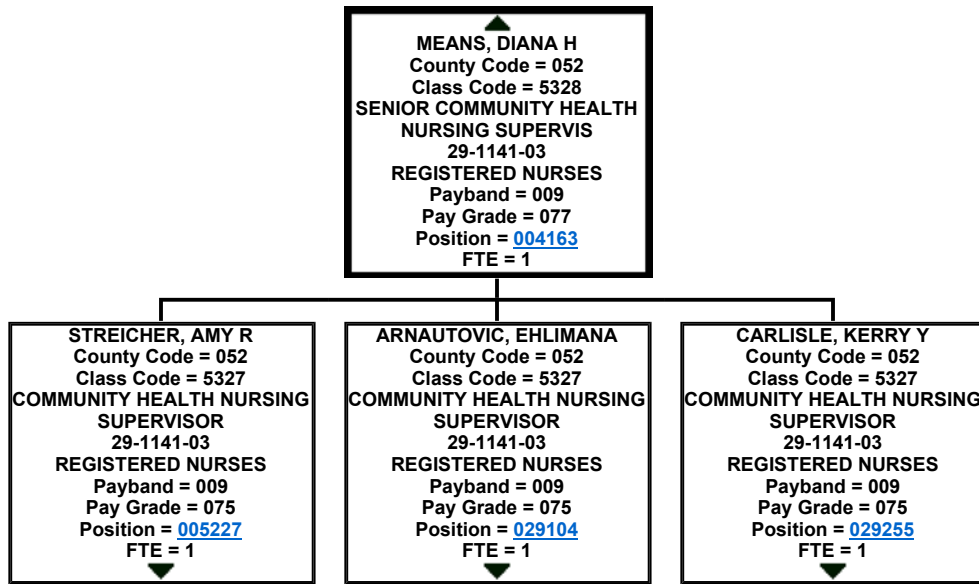 MEANS, DIANA H
County Code = 052
Class Code = 5328
SENIOR COMMUNITY HEALTH
NURSING SUPERVIS
29-1141-03
REGISTERED NURSES
Payband = 009
Pay Grade = 077
Position = 004163
FTE = 1
STREICHER, AMY R
County Code = 052
Class Code = 5327
COMMUNITY HEALTH NURSING
SUPERVISOR
29-1141-03
REGISTERED NURSES
Payband = 009
Pay Grade = 075
Position = 005227
FTE = 1
ARNAUTOVIC, EHLIMANA
County Code = 052
Class Code = 5327
COMMUNITY HEALTH NURSING
SUPERVISOR
29-1141-03
REGISTERED NURSES
Payband = 009
Pay Grade = 075
Position = 029104
FTE = 1
CARLISLE, KERRY Y
County Code = 052
Class Code = 5327
COMMUNITY HEALTH NURSING
SUPERVISOR
29-1141-03
REGISTERED NURSES
Payband = 009
Pay Grade = 075
Position = 029255
FTE = 1